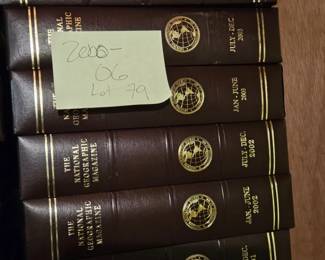 THE
JULY-DEC.
2003
2000-
06
Lot 79
JAN.-JUNE
2003
THE
NATIONAL
GEOGRAPHIC
MAGAZINE
JULY-DEC.
2002
THE
NATIONAL
GEOGRAPHIC
MAGAZINE
JAN.-JUNE
2002